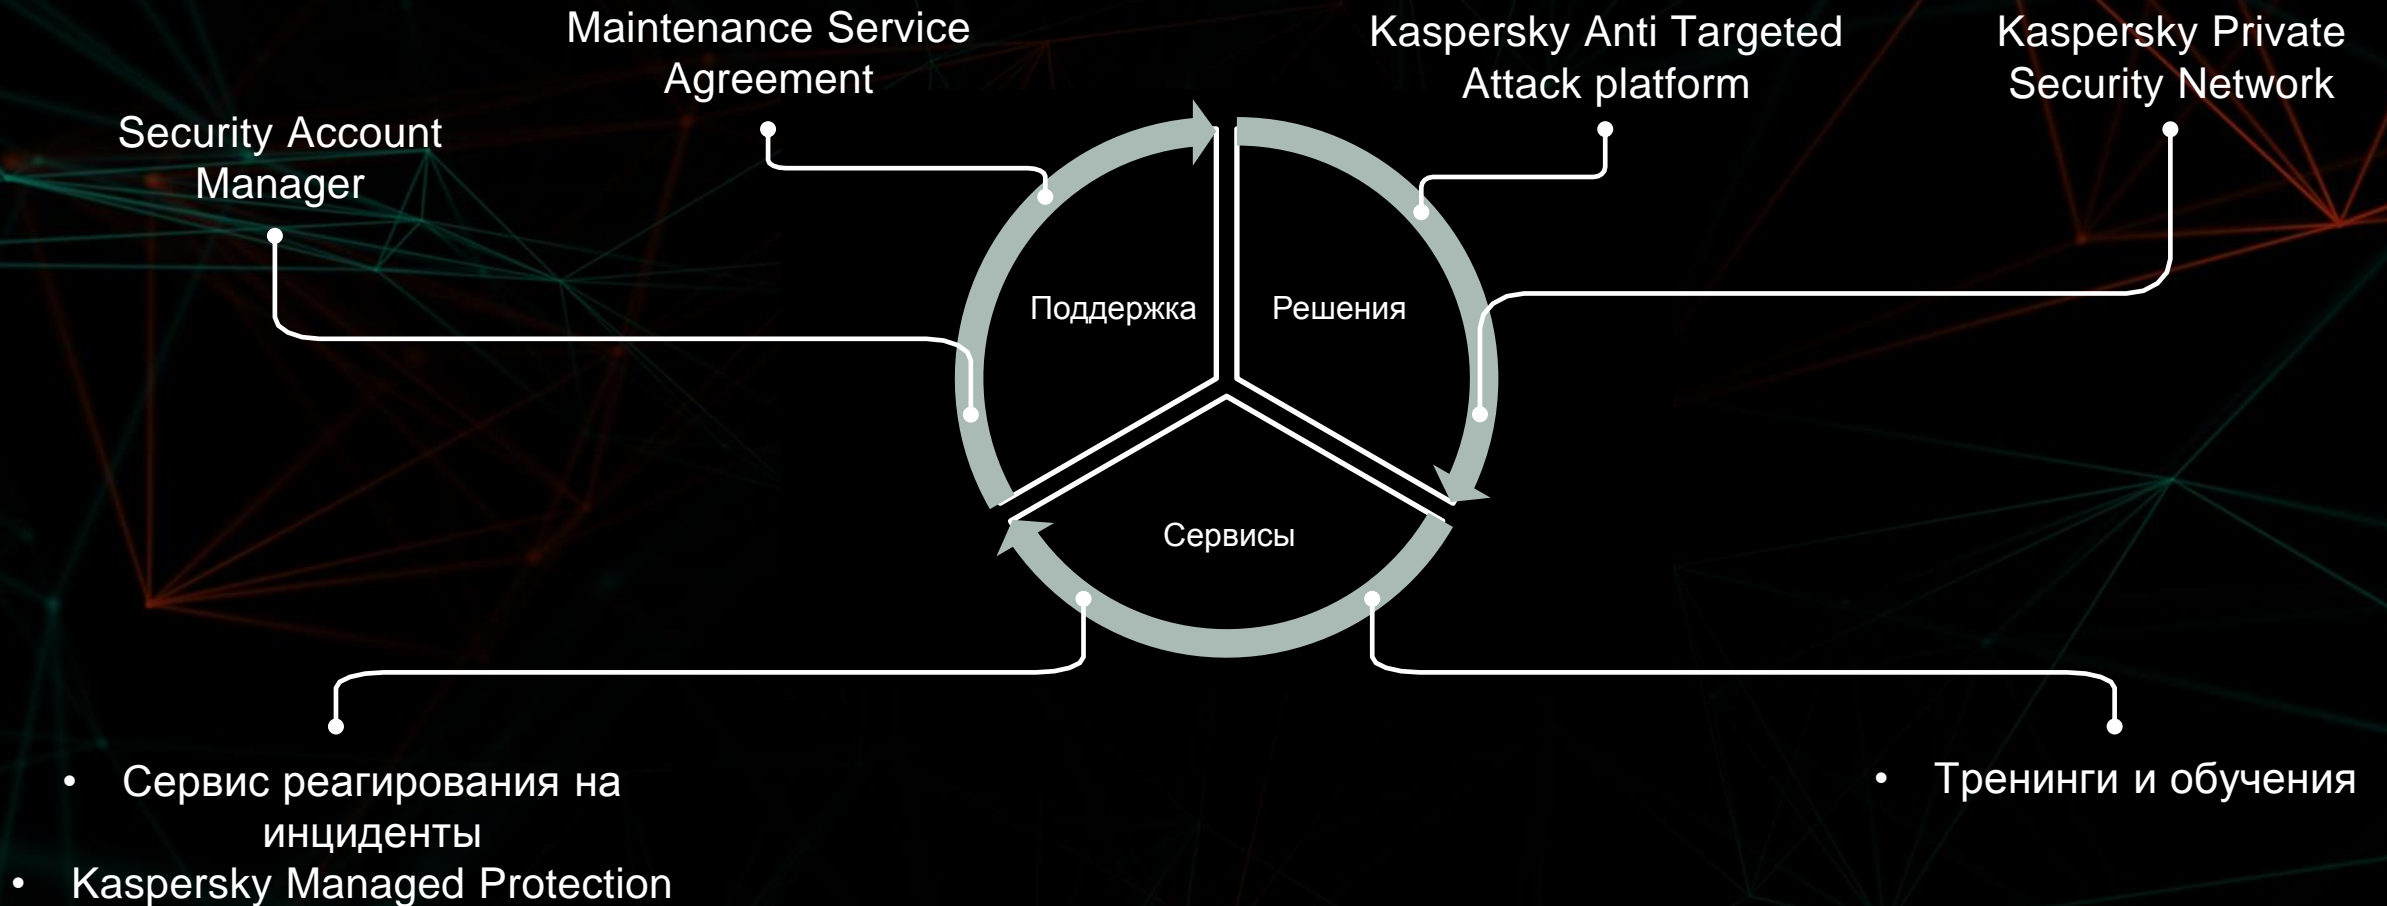 Maintenance Service
Agreement
Kaspersky Anti Targeted
Attack platform
Kaspersky Private
Security Network
Security Account
Manager
Поддержка
Решения
Сервисы
• Сервис реагирования на
инциденты
• Kaspersky Managed Protection
• Тренинги и обучения